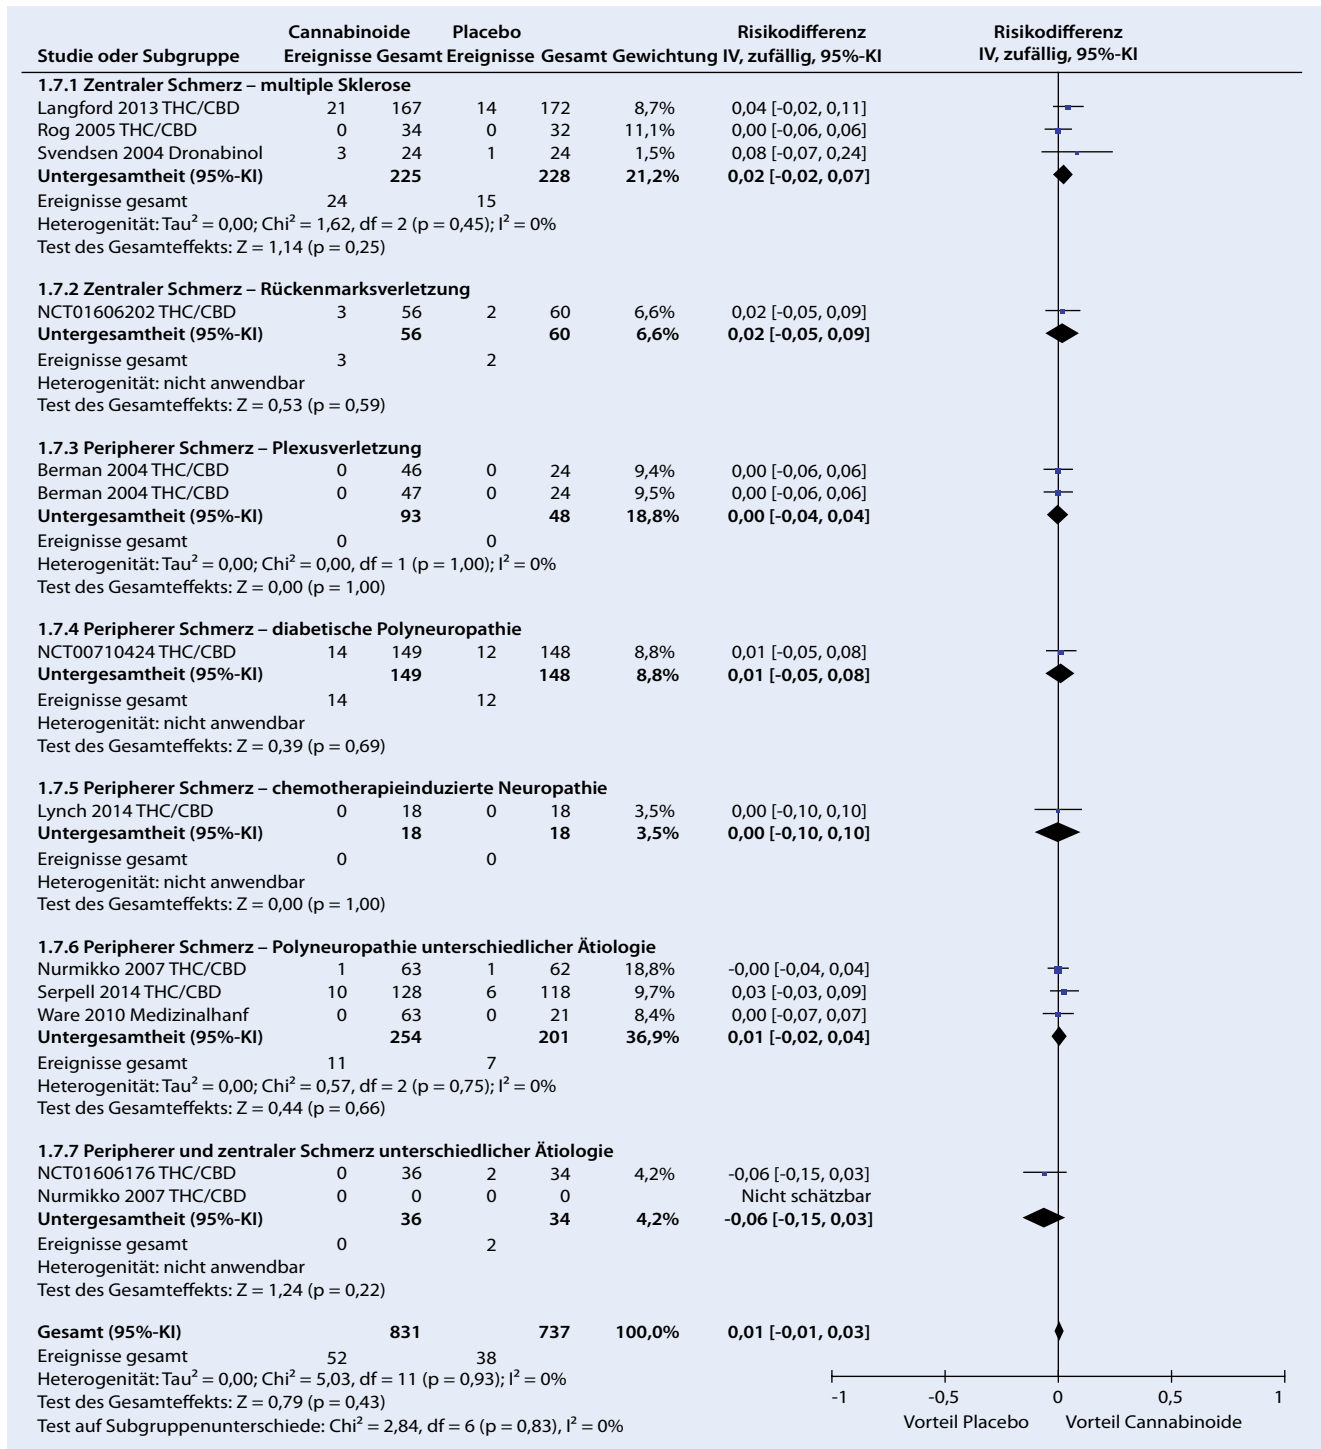 Cannabinoide Placebo Risikodifferenz Risikodifferenz
Studie oder Subgruppe Ereignisse Gesamt Ereignisse Gesamt Gewichtung IV, zufällig, 95%-KI IV, zufällig, 95%-KI
1.7.1 Zentraler Schmerz – multiple Sklerose
Langford 2013 THC/CBD 21 167 14 172 8,7% 0,04 [-0,02, 0,11]
Rog 2005 THC/CBD 0 34 0 32 11,1% 0,00 [-0,06, 0,06]
Svendsen 2004 Dronabinol 3 24 1 24 1,5% 0,08 [-0,07, 0,24]
Untergesamtheit (95%-KI) 225 228 21,2% 0,02 [-0,02, 0,07]
Ereignisse gesamt 24 15
Heterogenität: Tau² = 0,00; Chi² = 1,62, df = 2 (p = 0,45); I² = 0%
Test des Gesamteffekts: Z = 1,14 (p = 0,25)
1.7.2 Zentraler Schmerz – Rückenmarksverletzung
NCT01606202 THC/CBD 3 56 2 60 6,6% 0,02 [-0,05, 0,09]
Untergesamtheit (95%-KI) 56 60 6,6% 0,02 [-0,05, 0,09]
Ereignisse gesamt 3 2
Heterogenität: nicht anwendbar
Test des Gesamteffekts: Z = 0,53 (p = 0,59)
1.7.3 Peripherer Schmerz – Plexusverletzung
Berman 2004 THC/CBD 0 46 0 24 9,4% 0,00 [-0,06, 0,06]
Berman 2004 THC/CBD 0 47 0 24 9,5% 0,00 [-0,06, 0,06]
Untergesamtheit (95%-KI) 93 48 18,8% 0,00 [-0,04, 0,04]
Ereignisse gesamt 0 0
Heterogenität: Tau² = 0,00; Chi² = 0,00, df = 1 (p = 1,00); I² = 0%
Test des Gesamteffekts: Z = 0,00 (p = 1,00)
1.7.4 Peripherer Schmerz – diabetische Polyneuropathie
NCT00710424 THC/CBD 14 149 12 148 8,8% 0,01 [-0,05, 0,08]
Untergesamtheit (95%-KI) 149 148 8,8% 0,01 [-0,05, 0,08]
Ereignisse gesamt 14 12
Heterogenität: nicht anwendbar
Test des Gesamteffekts: Z = 0,39 (p = 0,69)
1.7.5 Peripherer Schmerz – chemotherapieinduzierte Neuropathie
Lynch 2014 THC/CBD 0 18 0 18 3,5% 0,00 [-0,10, 0,10]
Untergesamtheit (95%-KI) 18 18 3,5% 0,00 [-0,10, 0,10]
Ereignisse gesamt 0 0
Heterogenität: nicht anwendbar
Test des Gesamteffekts: Z = 0,00 (p = 1,00)
1.7.6 Peripherer Schmerz – Polyneuropathie unterschiedlicher Ätiologie
Nurmikko 2007 THC/CBD 1 63 1 62 18,8% -0,00 [-0,04, 0,04]
Serpell 2014 THC/CBD 10 128 6 118 9,7% 0,03 [-0,03, 0,09]
Ware 2010 Medizinalhanf 0 63 0 21 8,4% 0,00 [-0,07, 0,07]
Untergesamtheit (95%-KI) 254 201 36,9% 0,01 [-0,02, 0,04]
Ereignisse gesamt 11 7
Heterogenität: Tau² = 0,00; Chi² = 0,57, df = 2 (p = 0,75); I² = 0%
Test des Gesamteffekts: Z = 0,44 (p = 0,66)
1.7.7 Peripherer und zentraler Schmerz unterschiedlicher Ätiologie
NCT01606176 THC/CBD 0 36 2 34 4,2% -0,06 [-0,15, 0,03]
Nurmikko 2007 THC/CBD 0 0 0 0 Nicht schätzbar
Untergesamtheit (95%-KI) 36 34 4,2% -0,06 [-0,15, 0,03]
Ereignisse gesamt 0 2
Heterogenität: nicht anwendbar
Test des Gesamteffekts: Z = 1,24 (p = 0,22)
Gesamt (95%-KI) 831 737 100,0% 0,01 [-0,01, 0,03]
Ereignisse gesamt 52 38
Heterogenität: Tau² = 0,00; Chi² = 5,03, df = 11 (p = 0,93); I² = 0%
Test des Gesamteffekts: Z = 0,79 (p = 0,43)
Test auf Subgruppenunterschiede: Chi² = 2,84, df = 6 (p = 0,83), I² = 0%
-1 -0,5 0 0,5 1
Vorteil Placebo Vorteil Cannabinoide